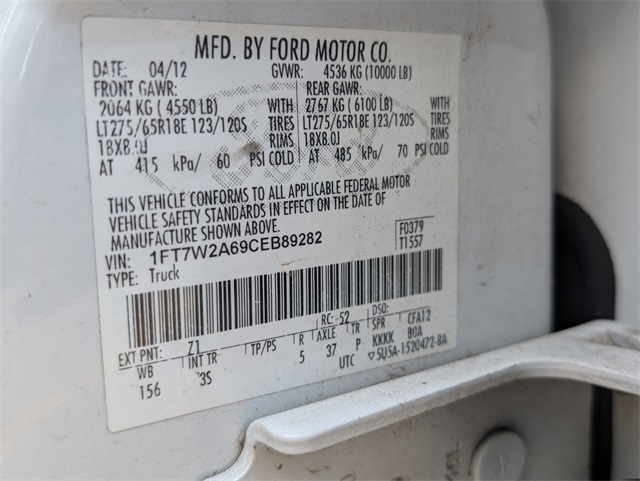 MFD. BY FORD MOTOR CO.
DATE: 04/12 GVWR: 4536 KG (10000 LB)
FRONT GAWR: REAR GAWR:
2064 KG ( 4550 LB) WITH 2767 KG ( 6100 LB) WITH
LT275/65R18E 123/120S TIRES LT275/65R18E 123/120S TIRES
18X8.0J RIMS 18X8.0J RIMS
AT 415 kPa/ 60 PSI COLD AT 485 kPa/ 70 PSI COLD
THIS VEHICLE CONFORMS TO ALL APPLICABLE FEDERAL MOTOR
VEHICLE SAFETY STANDARDS IN EFFECT ON THE DATE OF
MANUFACTURE SHOWN ABOVE.
VIN: 1FT7W2A69CEB89282 F0379
TYPE: Truck T1557
EXT PNT: Z1 RC: 52 DSO:
WB INT TR TP/PS R AXLE TR SPR CFA12
156 3S 5 37 P KKKK BOA
UTC ▽5U5A-1520472-BA